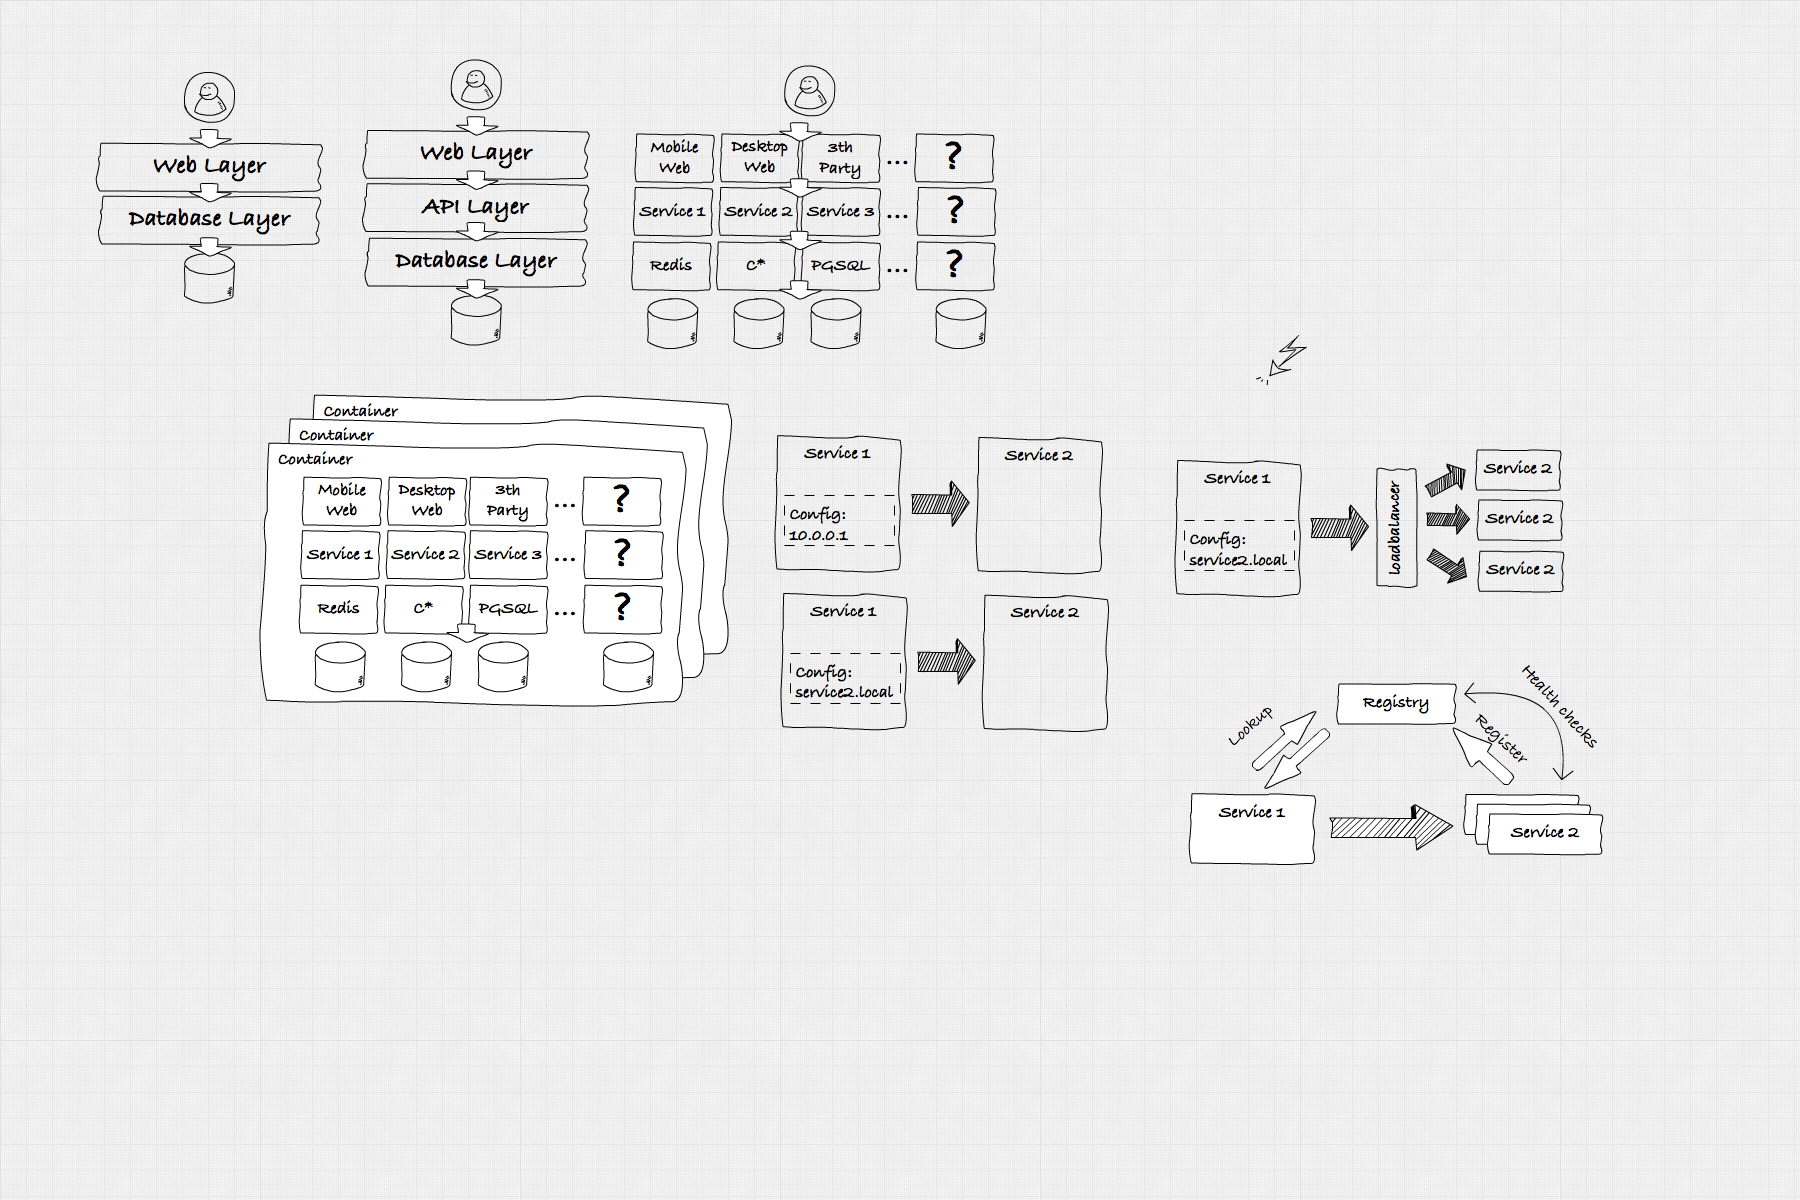 Web Layer
Database Layer
Web Layer
API Layer
Database Layer
Mobile
Web
Desktop
Web
3th
Party
...
?
Service 1
Service 2
Service 3
...
?
Redis
C*
PGSQL
...
?
Container
Container
Container
Mobile
Web
Desktop
Web
3th
Party
...
?
Service 1
Service 2
Service 3
...
?
Redis
C*
PGSQL
...
?
Service 1
Config:
10.0.0.1
Service 2
Service 1
Config:
service2.local
Service 2
Service 1
Config:
service2.local
loadbalancer
Service 2
Service 2
Service 2
Registry
Lookup
Register
Health checks
Service 1
Service 2